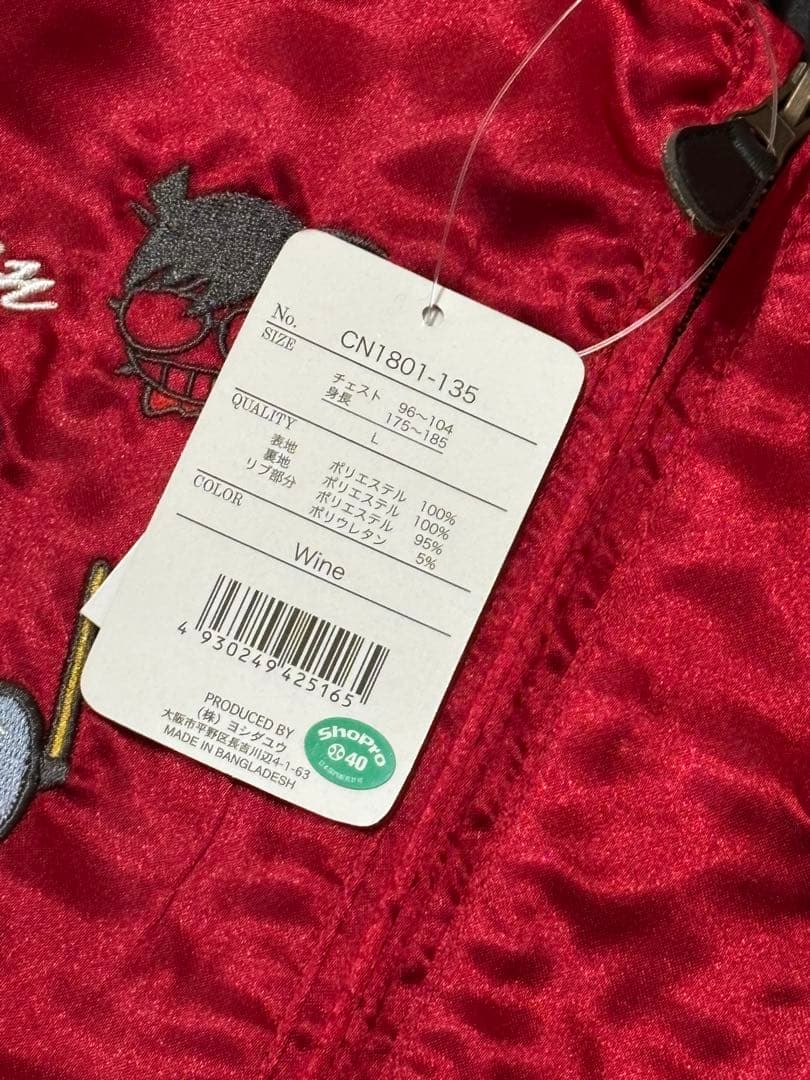 No. CN1801-135
SIZE
チェスト 96～104
身長 175～185
L
QUALITY
表地 ポリエステル 100%
裏地 ポリエステル 100%
リブ部分 ポリエステル 95%
ポリウレタン 5%
COLOR
Wine
4 930249 425165
PRODUCED BY
(株) ヨシダユウ
大阪市平野区長吉川辺4-1-63
MADE IN BANGLADESH
ShoPro
40